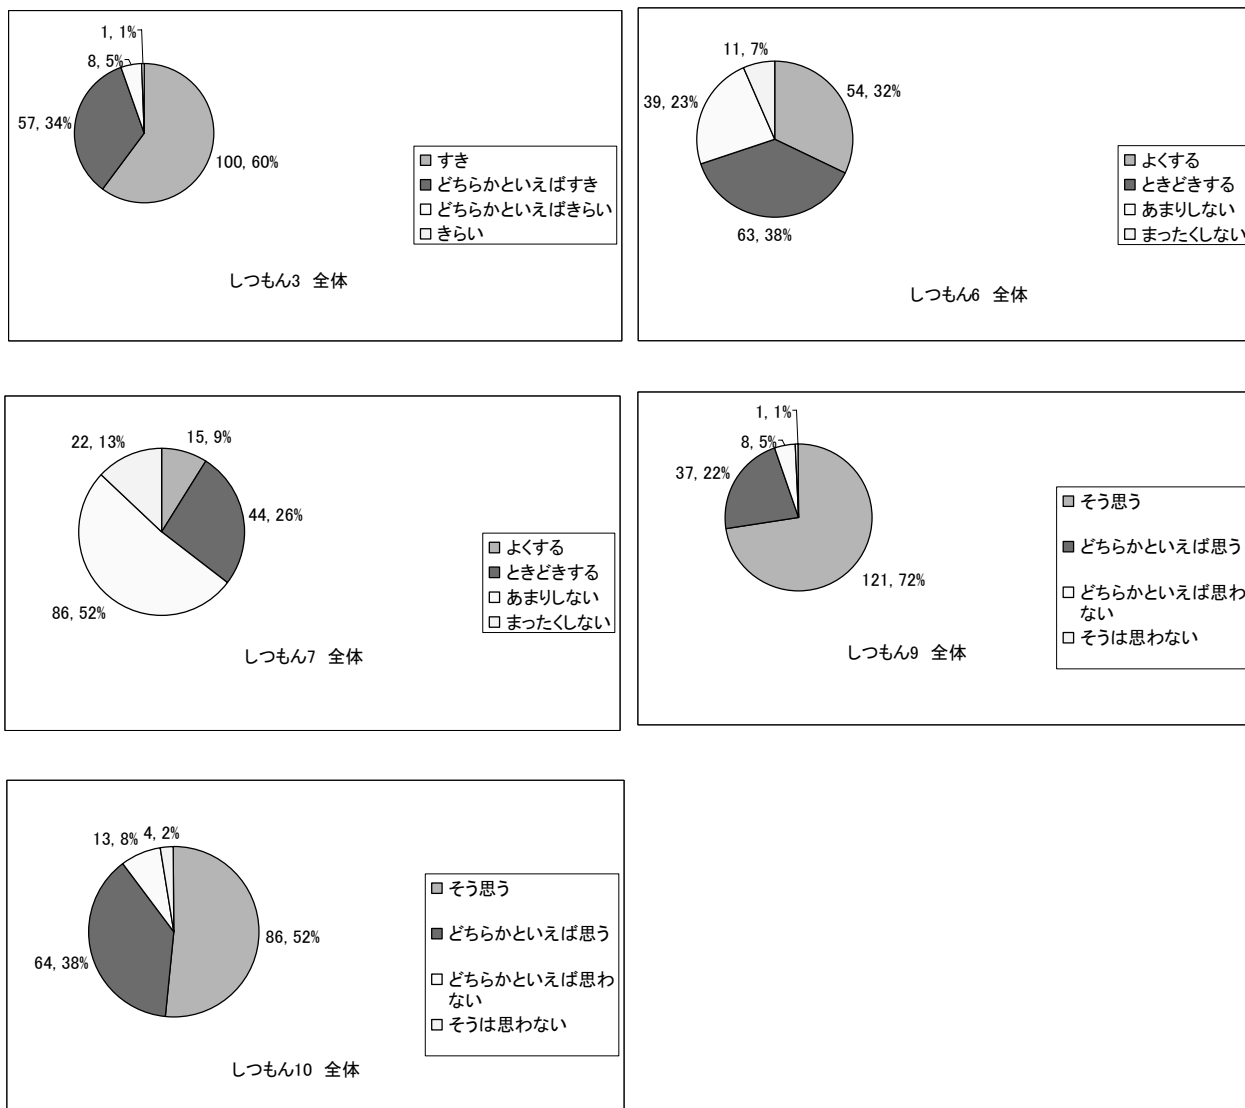 1, 1%
8, 5%
57, 34%
100, 60%
すき
どちらかといえばすき
どちらかといえばきらい
きらい
しつもん3 全体
11, 7%
39, 23%
54, 32%
63, 38%
よくする
ときどきする
あまりしない
まったくしない
しつもん6 全体
22, 13%
15, 9%
44, 26%
86, 52%
よくする
ときどきする
あまりしない
まったくしない
しつもん7 全体
1, 1%
8, 5%
37, 22%
121, 72%
そう思う
どちらかといえば思う
どちらかといえば思わ
ない
そうは思わない
しつもん9 全体
13, 8%
4, 2%
64, 38%
86, 52%
そう思う
どちらかといえば思う
どちらかといえば思わ
ない
そうは思わない
しつもん10 全体